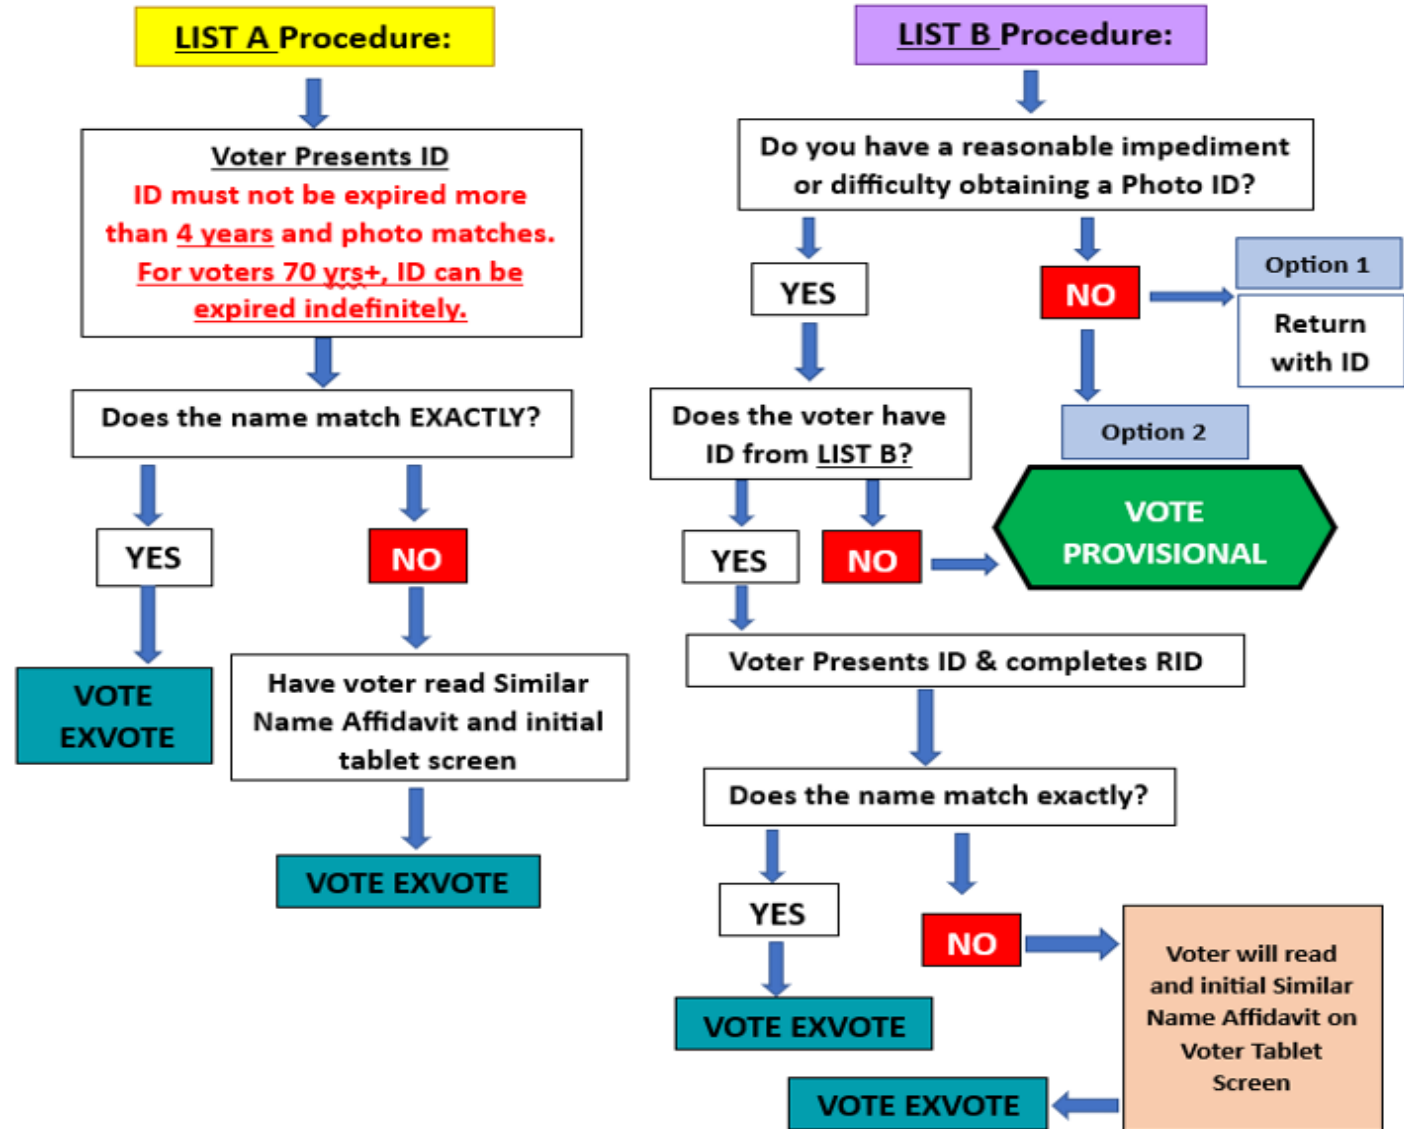 LIST A Procedure:
Voter Presents ID
ID must not be expired more
than 4 years and photo matches.
For voters 70 yrs+, ID can be
expired indefinitely.
Does the name match EXACTLY?
YES
NO
VOTE
EXVOTE
Have voter read Similar
Name Affidavit and initial
tablet screen
VOTE EXVOTE
LIST B Procedure:
Do you have a reasonable impediment
or difficulty obtaining a Photo ID?
YES
NO
Option 1
Return
with ID
Option 2
Does the voter have
ID from LIST B?
YES
NO
VOTE
PROVISIONAL
Voter Presents ID & completes RID
Does the name match exactly?
YES
NO
VOTE EXVOTE
Voter will read
and initial Similar
Name Affidavit on
Voter Tablet
Screen
VOTE EXVOTE